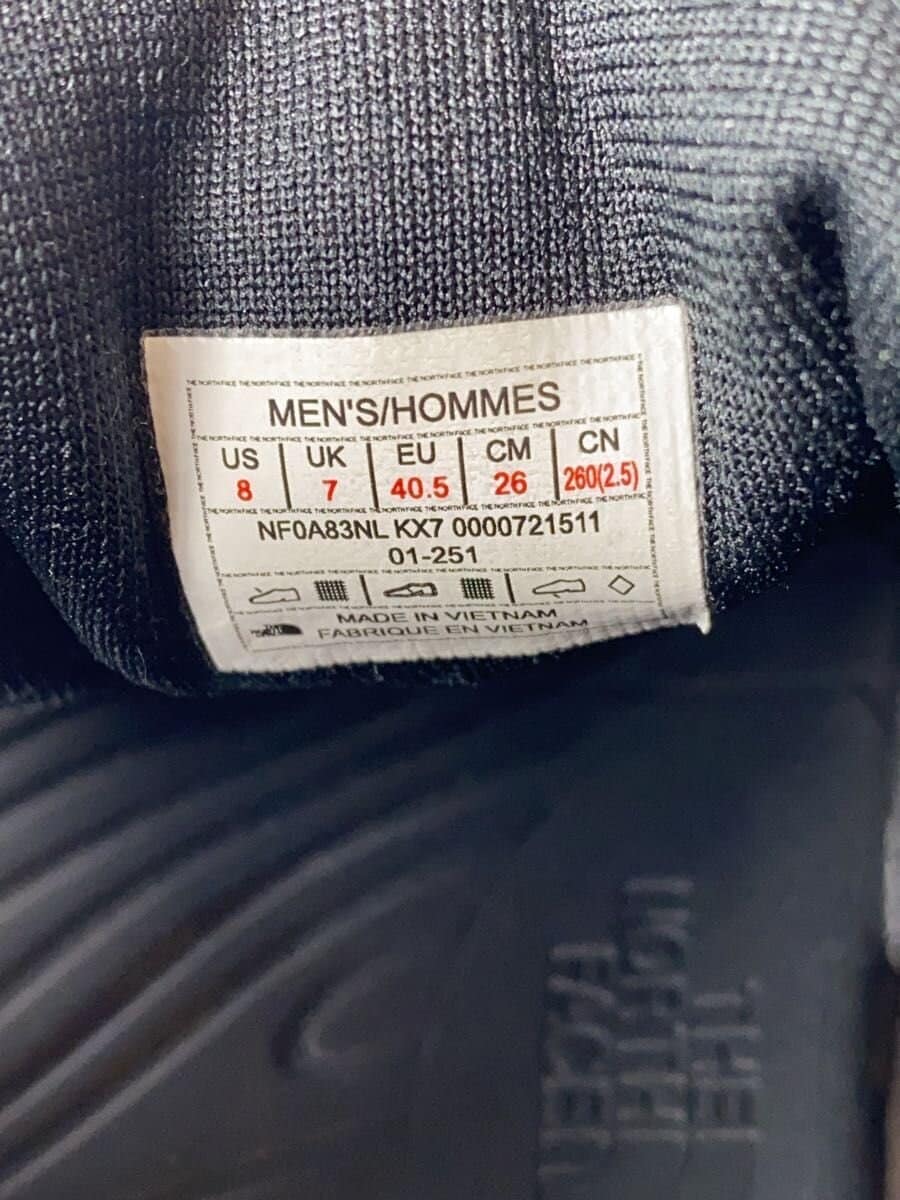 MEN'S/HOMMES
US UK EU CM CN
8 7 40.5 26 260(2.5)
NF0A83NL KX7 0000721511
01-251
MADE IN VIETNAM
FABRIQUE EN VIETNAM
THE
NORTH
FACE